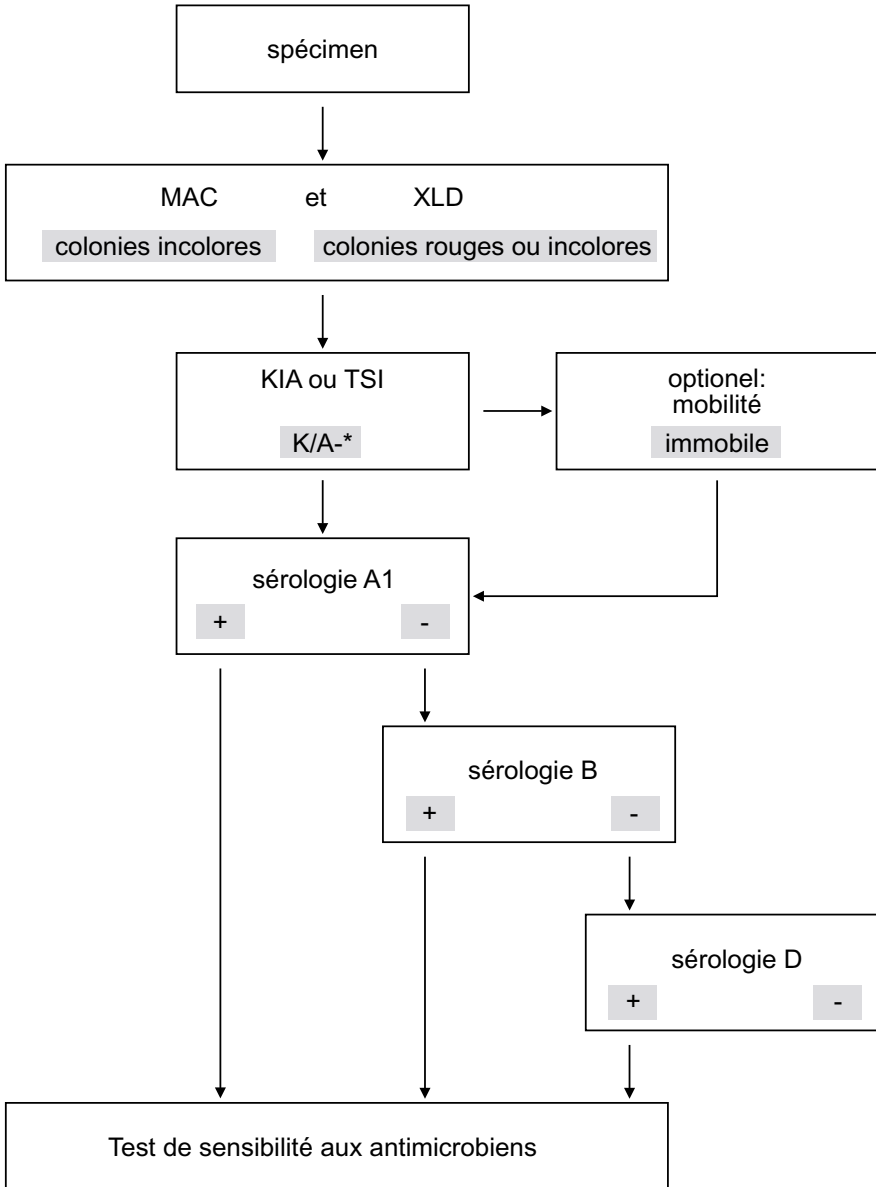 spécimen
MAC et XLD
colonies incolores colonies rouges ou incolores
KIA ou TSI
K/A-*
optionel:
mobilité
immobile
sérologie A1
+ -
sérologie B
+ -
sérologie D
+ -
Test de sensibilité aux antimicrobiens